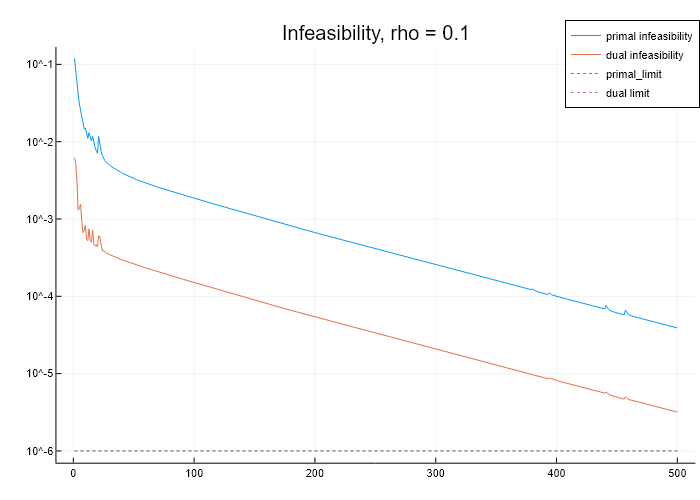 Infeasibility, rho = 0.1
primal infeasibility
dual infeasibility
primal_limit
dual limit
10^-1
10^-2
10^-3
10^-4
10^-5
10^-6
0
100
200
300
400
500